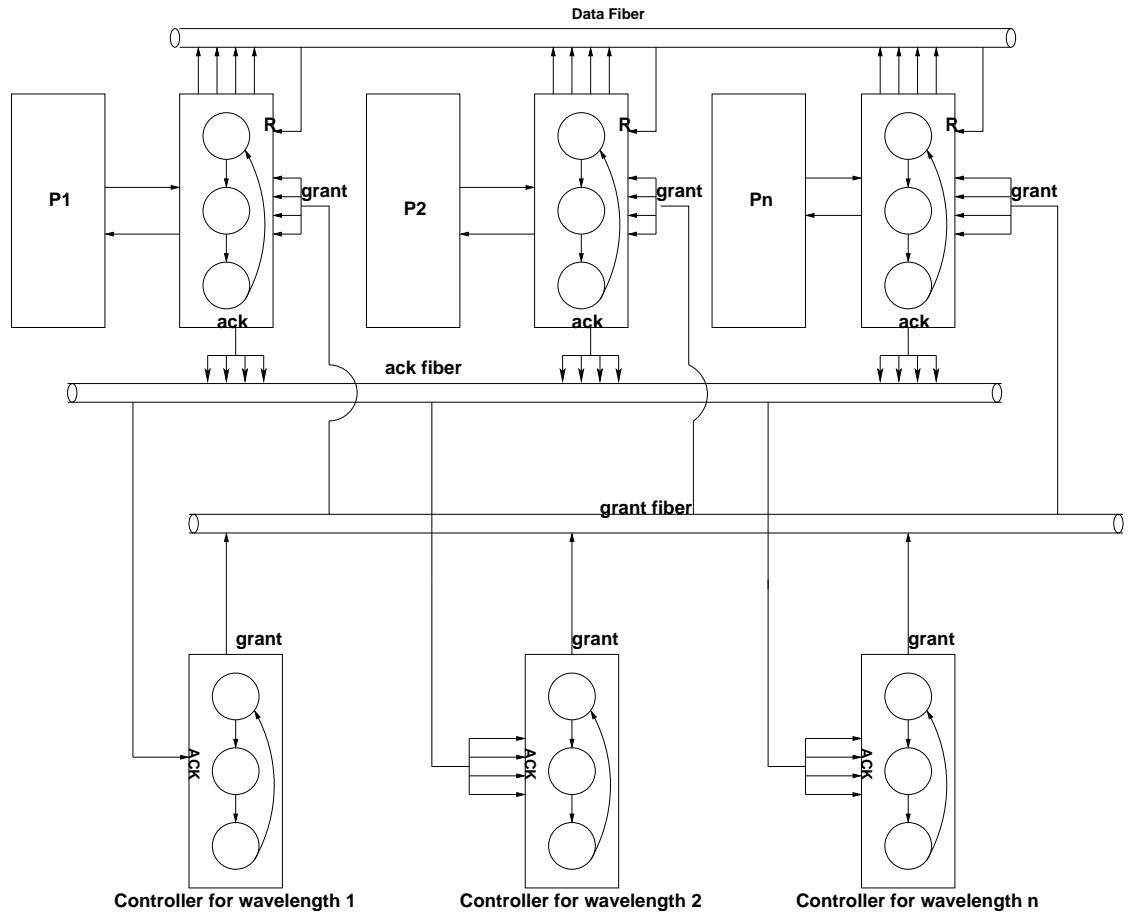 Data Fiber
R
R
R
P1
grant
P2
grant
Pn
grant
ack
ack
ack
ack fiber
grant fiber
grant
grant
grant
Ack
Ack
Ack
Controller for wavelength 1
Controller for wavelength 2
Controller for wavelength n